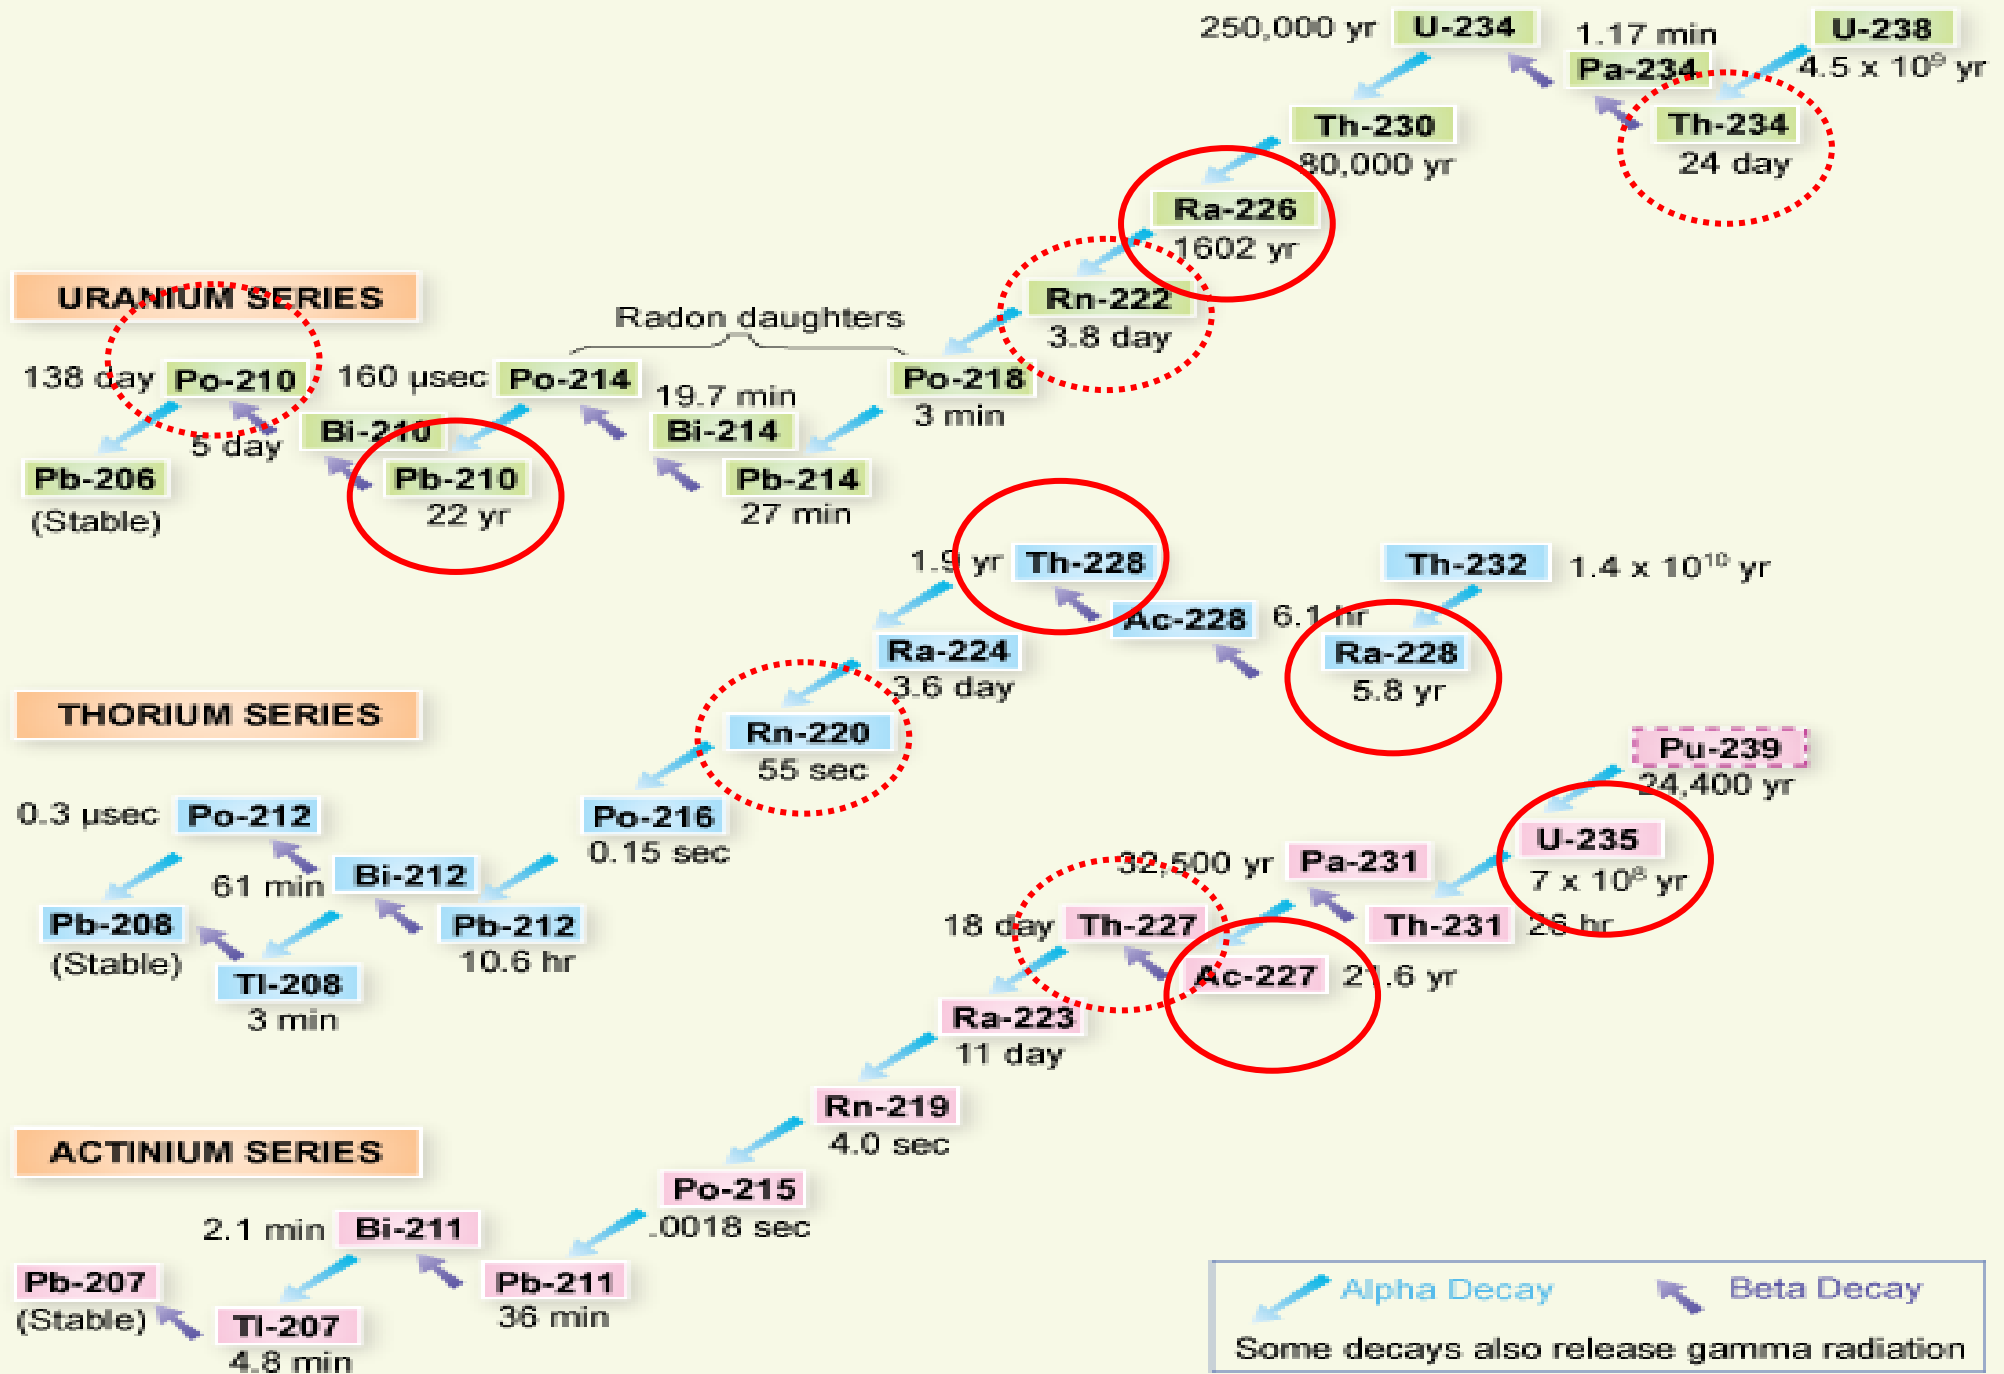 250,000 yr
U-234
1.17 min
Pa-234
U-238
4.5 x 10⁹ yr
Th-234
24 day
Th-230
80,000 yr
Ra-226
1602 yr
URANIUM SERIES
Rn-222
3.8 day
Radon daughters
138 day
Po-210
160 µsec
Po-214
19.7 min
Bi-214
Po-218
3 min
5 day
Bi-210
Pb-206
(Stable)
Pb-210
22 yr
Pb-214
27 min
1.9 yr
Th-228
Th-232
1.4 x 10¹⁰ yr
Ac-228
6.1 hr
Ra-228
5.8 yr
Ra-224
3.6 day
THORIUM SERIES
Rn-220
55 sec
Pu-239
24,400 yr
0.3 µsec
Po-212
Po-216
0.15 sec
U-235
7 x 10⁸ yr
61 min
Bi-212
32,500 yr
Pa-231
Pb-208
(Stable)
Pb-212
10.6 hr
18 day
Th-227
Th-231
26 hr
Tl-208
3 min
Ac-227
21.6 yr
Ra-223
11 day
Rn-219
4.0 sec
ACTINIUM SERIES
Po-215
.0018 sec
2.1 min
Bi-211
Pb-207
(Stable)
Pb-211
36 min
Tl-207
4.8 min
Alpha Decay
Beta Decay
Some decays also release gamma radiation